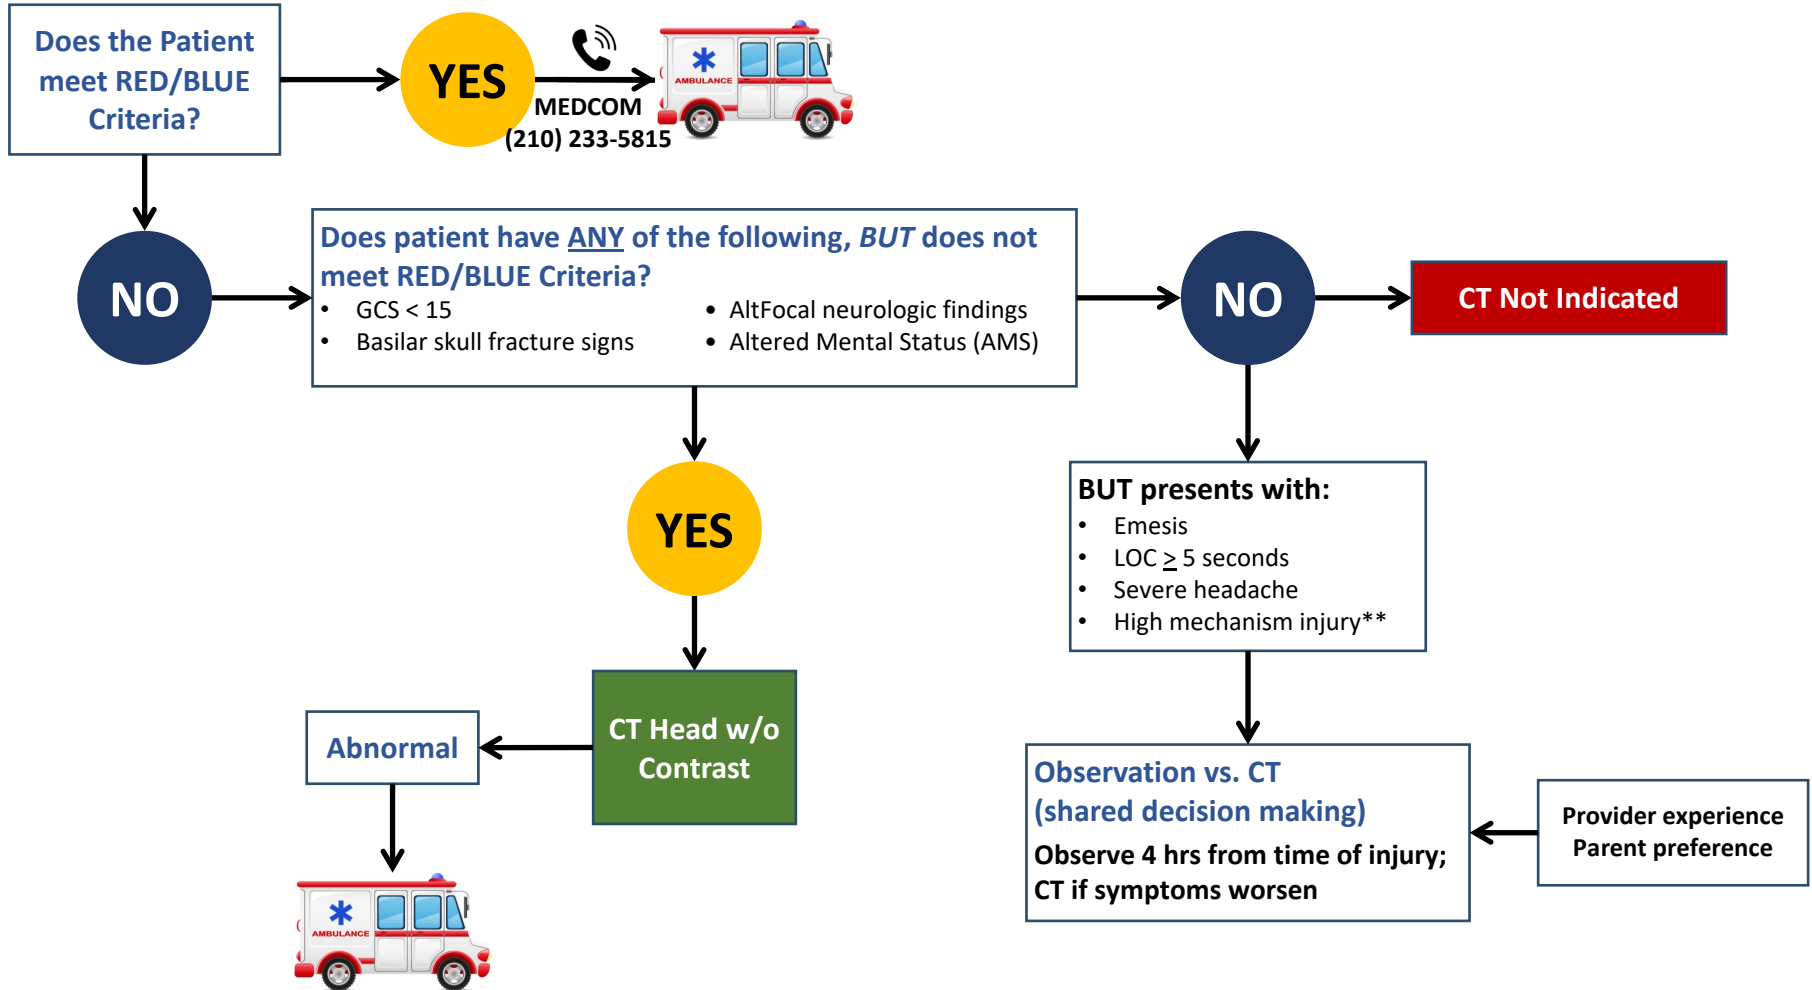 Does the Patient
meet RED/BLUE
Criteria?
YES
MEDCOM
(210) 233-5815
AMBULANCE
NO
Does patient have ANY of the following, BUT does not
meet RED/BLUE Criteria?
• GCS < 15
• Basilar skull fracture signs
• AltFocal neurologic findings
• Altered Mental Status (AMS)
NO
CT Not Indicated
YES
BUT presents with:
• Emesis
• LOC ≥ 5 seconds
• Severe headache
• High mechanism injury**
CT Head w/o
Contrast
Abnormal
AMBULANCE
Observation vs. CT
(shared decision making)
Observe 4 hrs from time of injury;
CT if symptoms worsen
Provider experience
Parent preference